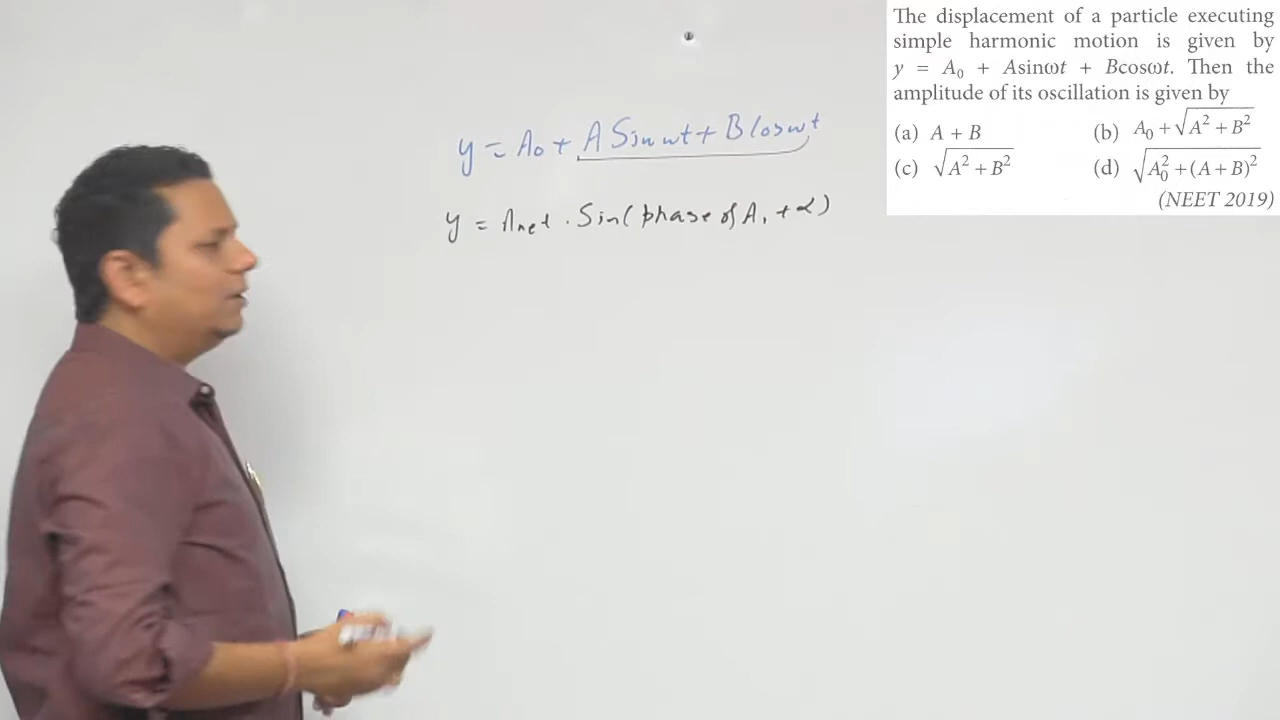 The displacement of a particle executing
simple harmonic motion is given by
y = A₀ + Asinωt + Bcosωt. Then the
amplitude of its oscillation is given by
(a) A + B
(b) A₀ + √(A² + B²)
(c) √(A² + B²)
(d) √(A₀² + (A + B)²)
(NEET 2019)
y = A₀ + A Sin ωt + B Cos ωt
y = Anet . Sin( phase of A₁ + α )